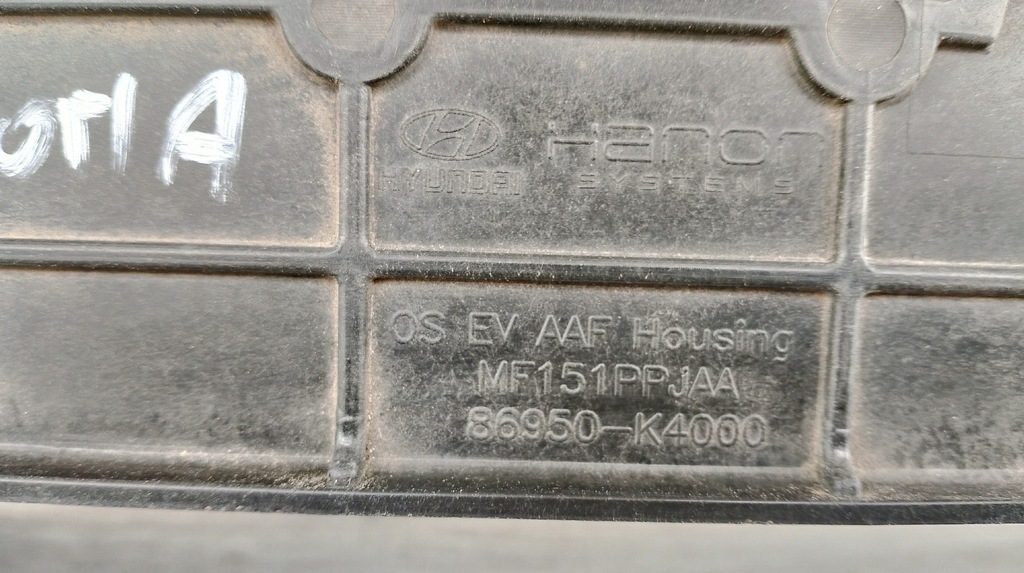 HYUNDAI
Hanon
SYSTEMS
OS EV AAF Housing
MF151PPJAA
86950-K4000